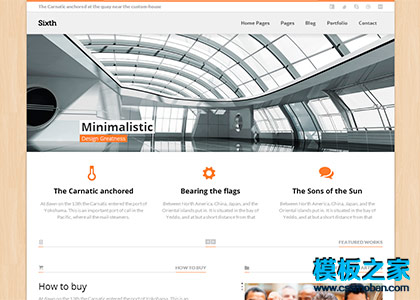 The Carnatic anchored at the quay near the custom-house
Sixth
Home Pages
Pages
Blog
Portfolio
Contact
Minimalistic
Design Greatness
The Carnatic anchored
At dawn on the 13th the Carnatic entered the port of
Yokohama. This is an important port of call in the
Pacific, where all the mail-steamers.
Bearing the flags
Between North America, China, Japan, and the
Oriental islands put in. It is situated in the bay of
Yeddo, and at but a short distance from that.
The Sons of the Sun
Between North America, China, Japan, and the
Oriental islands put in. It is situated in the bay of
Yeddo, and at but a short distance from that.
FEATURED WORKS
HOW TO BUY
How to buy
At dawn on the 13th the Carnatic entered the port of
Yokohama. This is an
模板之家